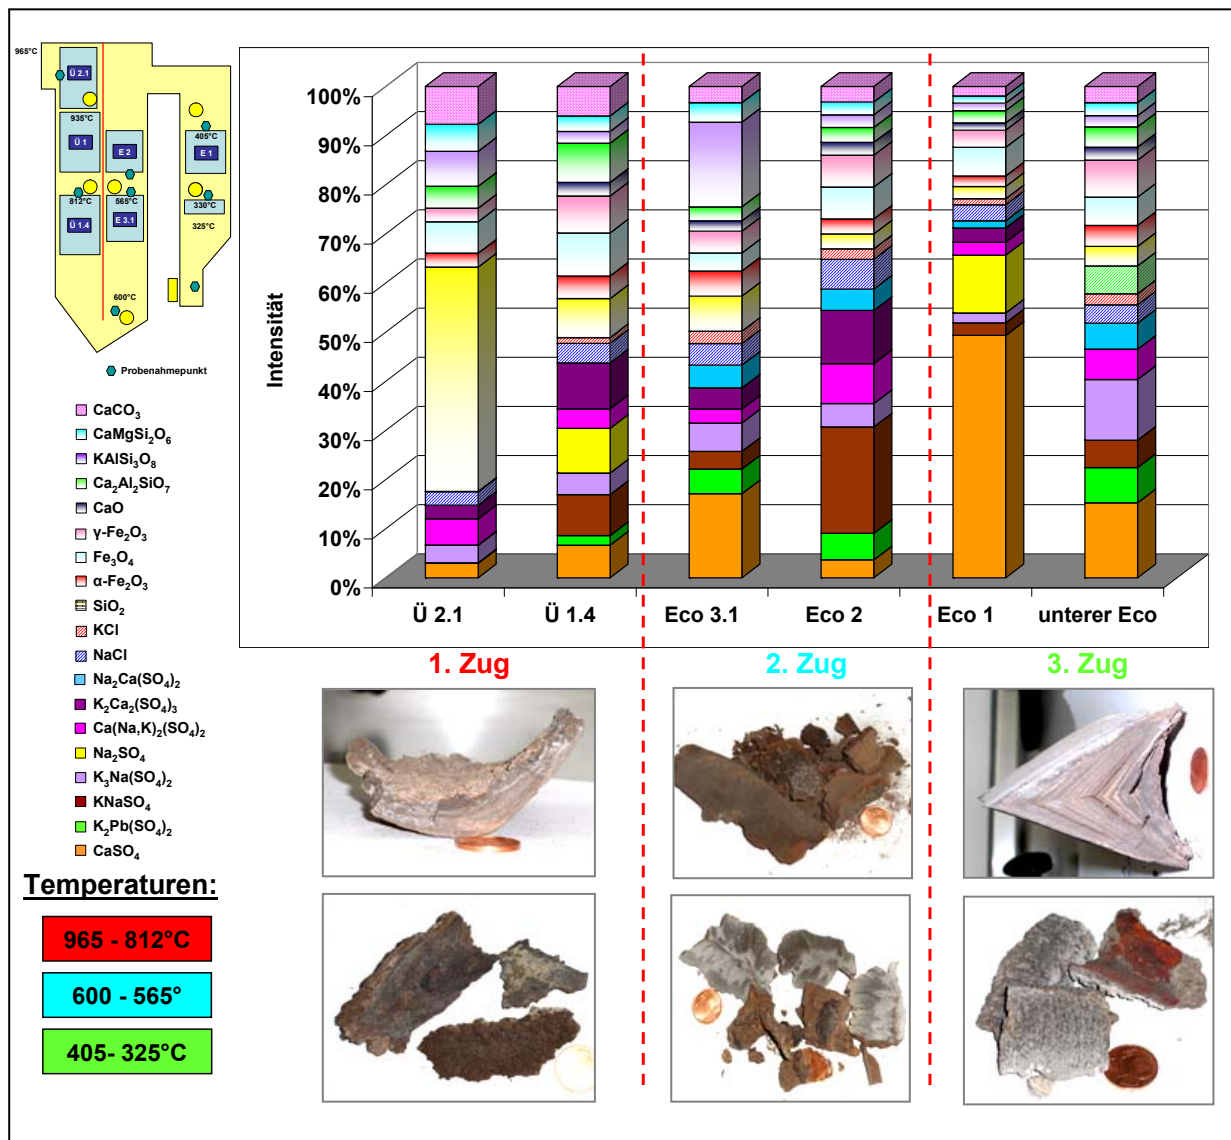 965°C
Ü 2.1
935°C
Ü 1
E 2
405°C
E 1
812°C
565°C
330°C
Ü 1.4
E 3.1
325°C
600°C
Probenahmepunkt
CaCO₃
CaMgSi₂O₆
KAlSi₃O₈
Ca₂Al₂SiO₇
CaO
γ-Fe₂O₃
Fe₃O₄
α-Fe₂O₃
SiO₂
KCl
NaCl
Na₂Ca(SO₄)₂
K₂Ca₂(SO₄)₃
Ca(Na,K)₂(SO₄)₂
Na₂SO₄
K₃Na(SO₄)₂
KNaSO₄
K₂Pb(SO₄)₂
CaSO₄
Temperaturen:
965 - 812°C
600 - 565°
405- 325°C
Intensität
100%
90%
80%
70%
60%
50%
40%
30%
20%
10%
0%
Ü 2.1
Ü 1.4
Eco 3.1
Eco 2
Eco 1
unterer Eco
1. Zug
2. Zug
3. Zug